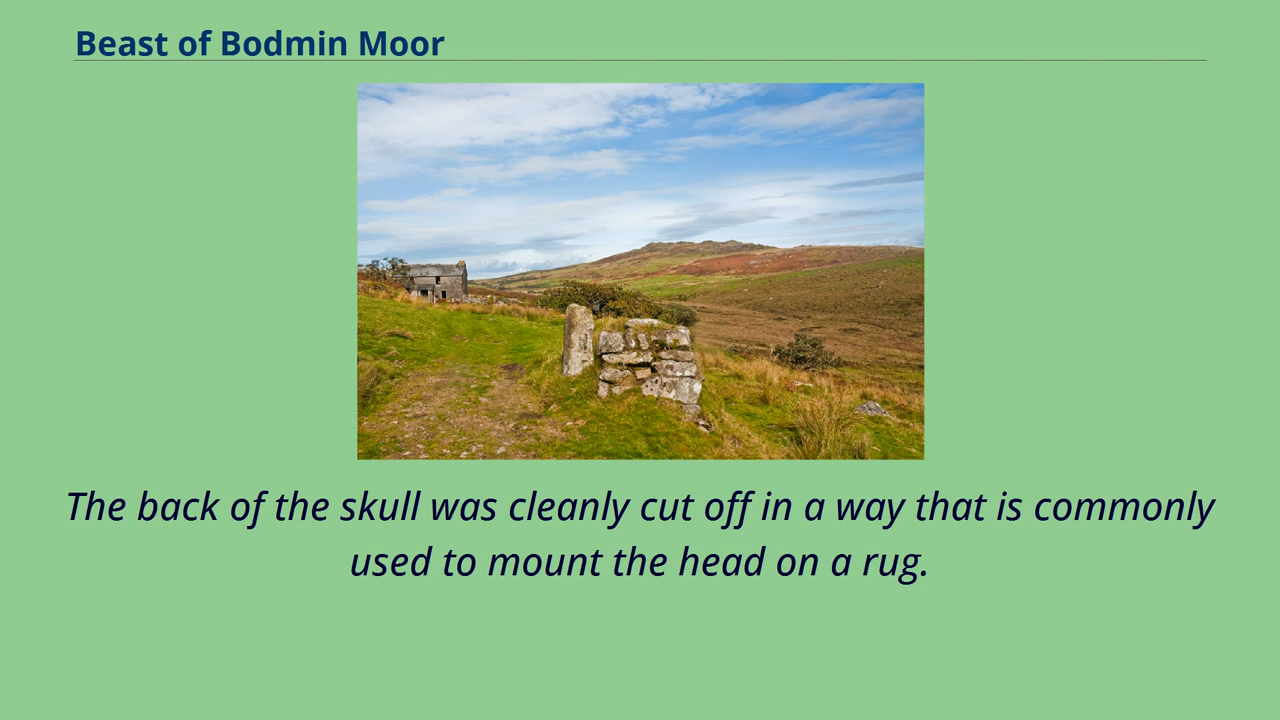 Beast of Bodmin Moor
The back of the skull was cleanly cut off in a way that is commonly
used to mount the head on a rug.